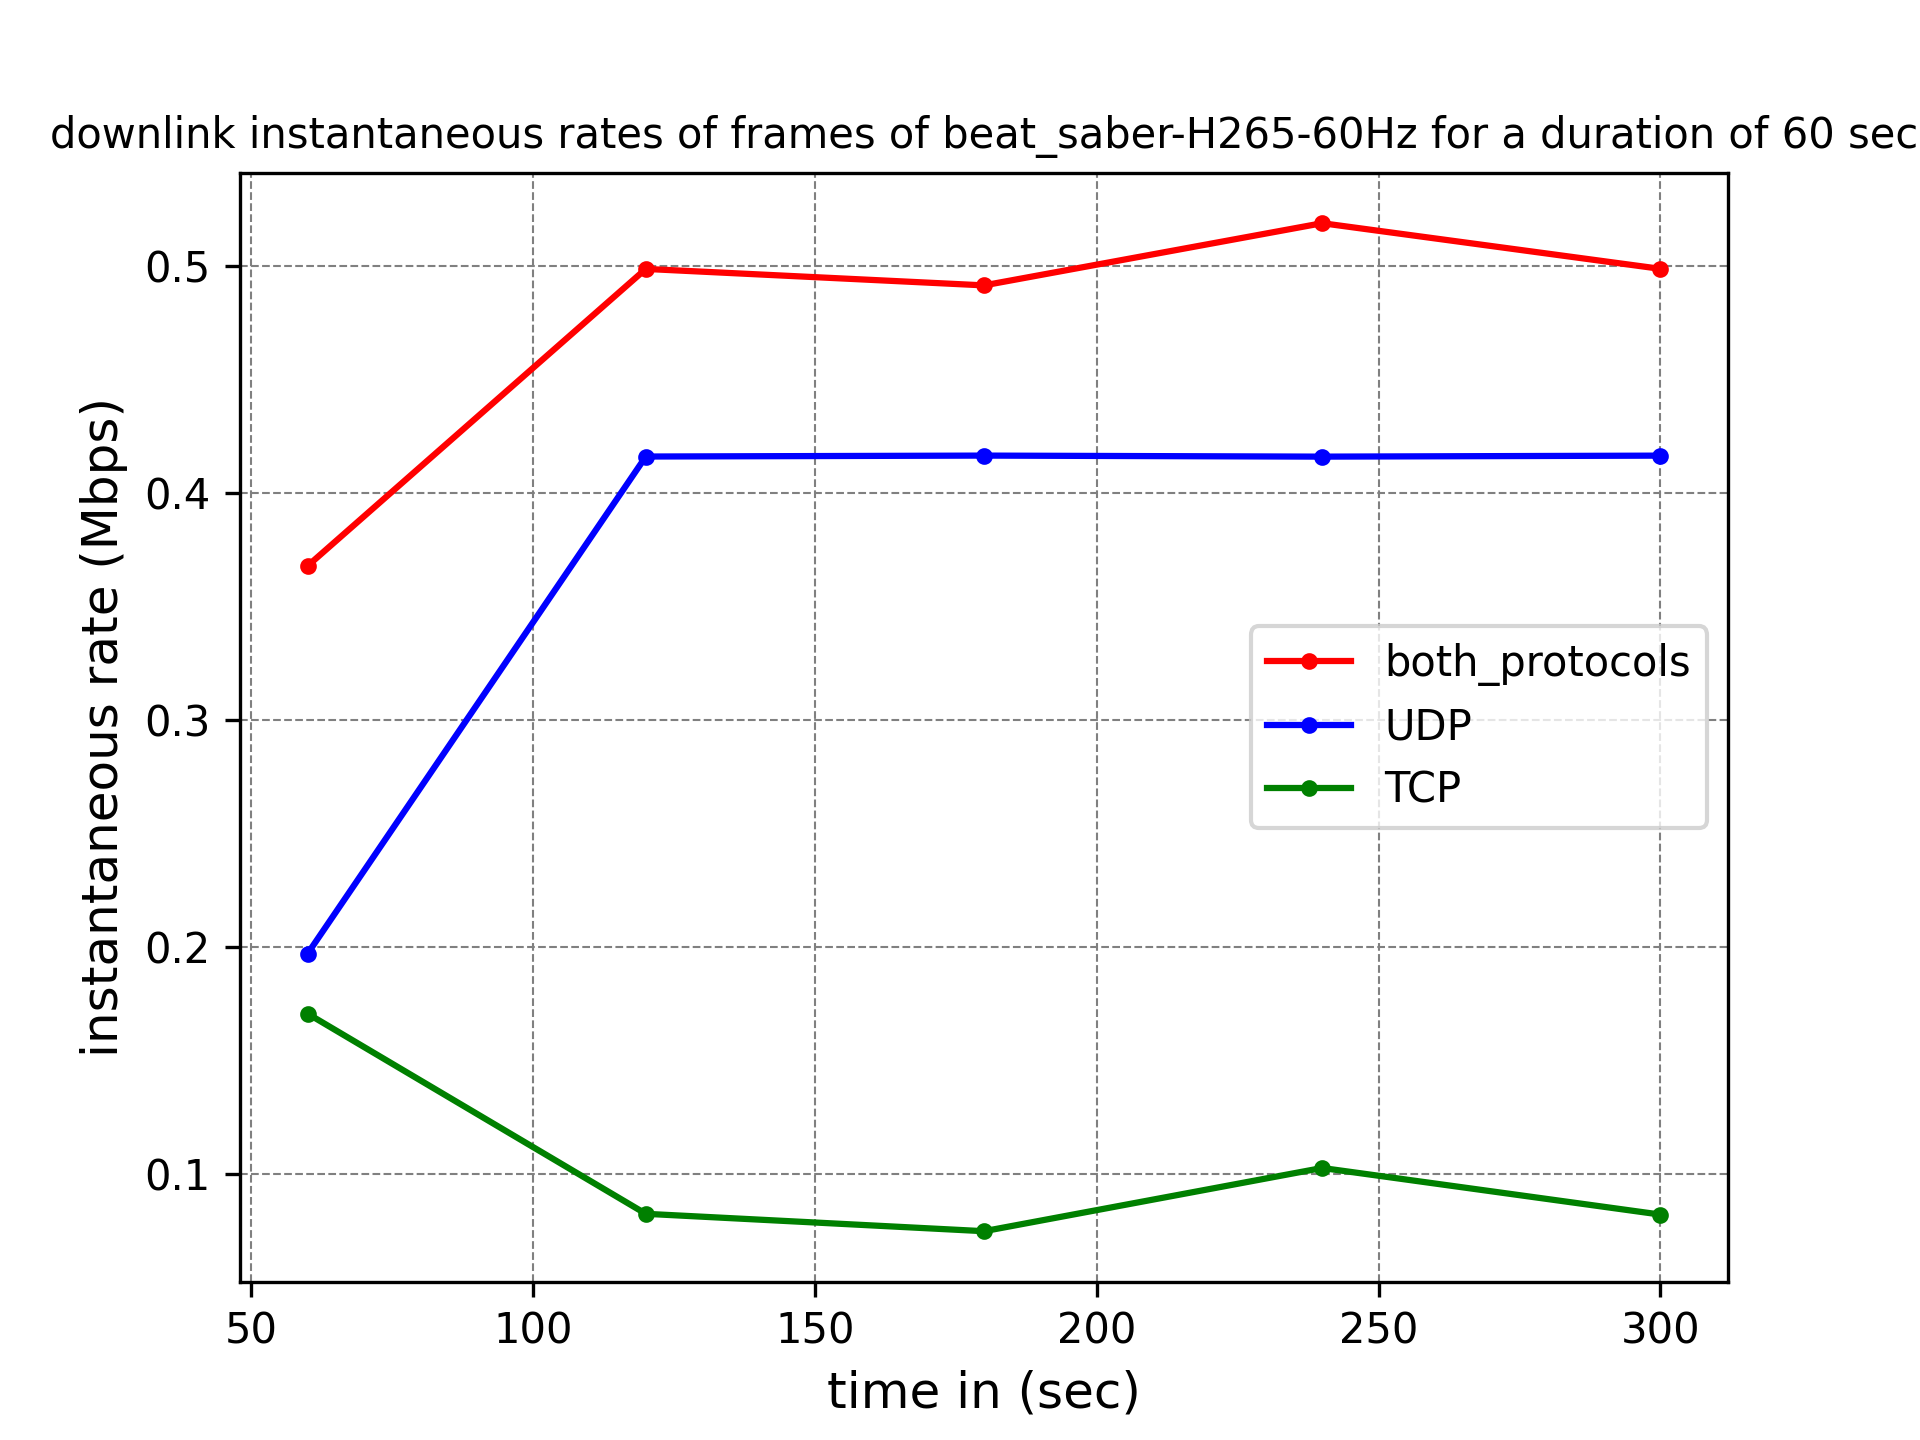 downlink instantaneous rates of frames of beat_saber-H265-60Hz for a duration of 60 sec
instantaneous rate (Mbps)
0.5
0.4
0.3
0.2
0.1
both_protocols
UDP
TCP
50 100 150 200 250 300
time in (sec)